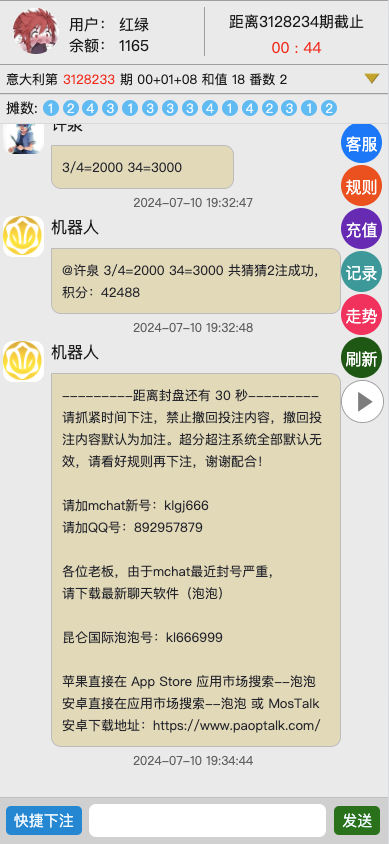 用户： 红绿
余额： 1165
距离3128234期截止
00 : 44
意大利第 3128233 期 00+01+08 和值 18 番数 2
摊数: 1 2 4 3 1 3 3 3 4 1 4 2 3 1 2
许泉
3/4=2000 34=3000
2024-07-10 19:32:47
机器人
@许泉 3/4=2000 34=3000 共猜猜2注成功，
积分：42488
2024-07-10 19:32:48
机器人
---------距离封盘还有 30 秒---------
请抓紧时间下注，禁止撤回投注内容，撤回投
注内容默认为加注。超分超注系统全部默认无
效，请看好规则再下注，谢谢配合！
请加mchat新号：klgj666
请加QQ号：892957879
各位老板，由于mchat最近封号严重，
请下载最新聊天软件（泡泡）
昆仑国际泡泡号：kl666999
苹果直接在 App Store 应用市场搜索--泡泡
安卓直接在应用市场搜索--泡泡 或 MosTalk
安卓下载地址：https://www.paoptalk.com/
2024-07-10 19:34:44
客服
规则
充值
记录
走势
刷新
快捷下注
发送